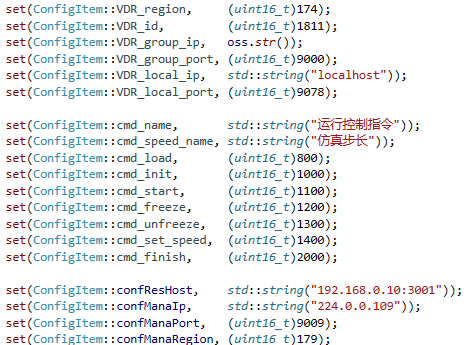 set(ConfigItem::VDR_region, (uint16_t)174);
set(ConfigItem::VDR_id, (uint16_t)1811);
set(ConfigItem::VDR_group_ip, oss.str());
set(ConfigItem::VDR_group_port, (uint16_t)9000);
set(ConfigItem::VDR_local_ip, std::string("localhost"));
set(ConfigItem::VDR_local_port, (uint16_t)9078);
set(ConfigItem::cmd_name, std::string("运行控制指令"));
set(ConfigItem::cmd_speed_name, std::string("仿真步长"));
set(ConfigItem::cmd_load, (uint16_t)800);
set(ConfigItem::cmd_init, (uint16_t)1000);
set(ConfigItem::cmd_start, (uint16_t)1100);
set(ConfigItem::cmd_freeze, (uint16_t)1200);
set(ConfigItem::cmd_unfreeze, (uint16_t)1300);
set(ConfigItem::cmd_set_speed, (uint16_t)1400);
set(ConfigItem::cmd_finish, (uint16_t)2000);
set(ConfigItem::confResHost, std::string("192.168.0.10:3001"));
set(ConfigItem::confManaIp, std::string("224.0.0.109"));
set(ConfigItem::confManaPort, (uint16_t)9009);
set(ConfigItem::confManaRegion, (uint16_t)179);